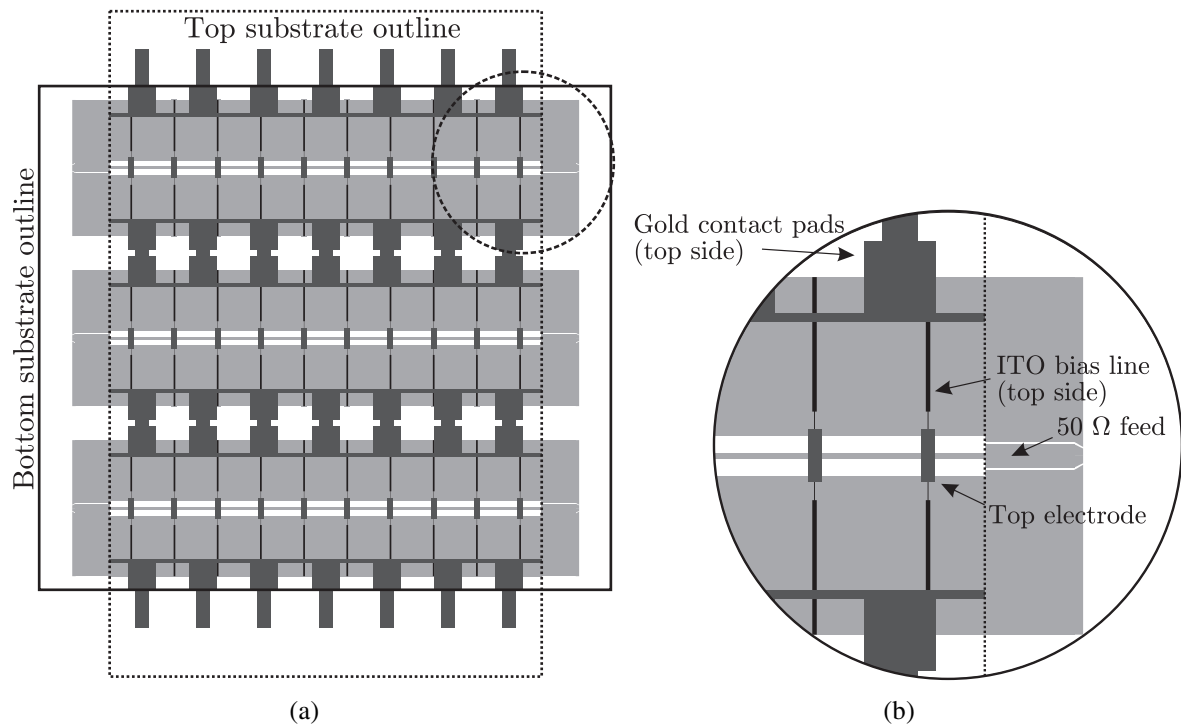 Top substrate outline
Bottom substrate outline
Gold contact pads
(top side)
ITO bias line
(top side)
50 Ω feed
Top electrode
(a)
(b)